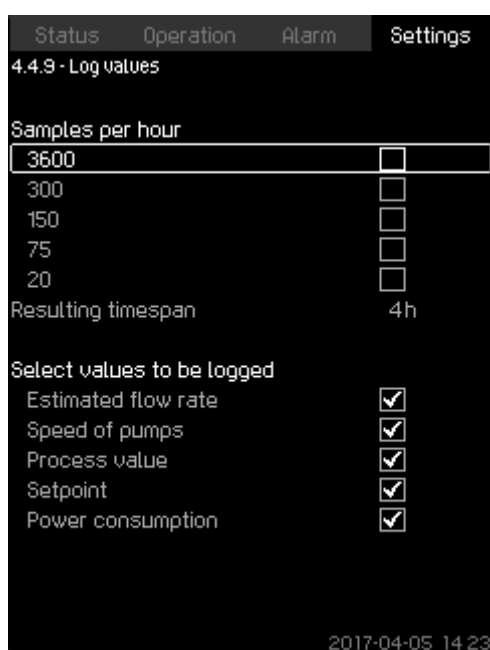 Status Operation Alarm Settings
4.4.9 - Log values
Samples per hour
3600
300
150
75
20
Resulting timespan 4h
Select values to be logged
Estimated flow rate
Speed of pumps
Process value
Setpoint
Power consumption
2017-04-05 14:23